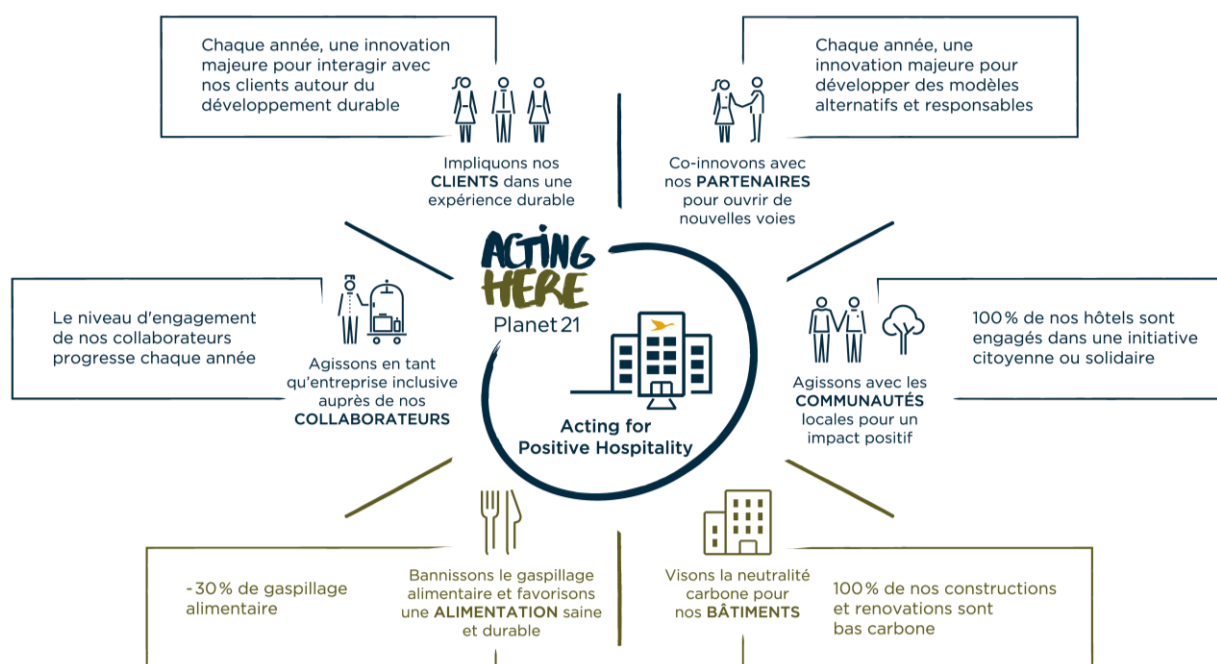 Chaque année, une innovation
majeure pour interagir avec
nos clients autour du
développement durable
Impliquons nos
CLIENTS dans une
expérience durable
Chaque année, une
innovation majeure pour
développer des modèles
alternatifs et responsables
Co-innovons avec
nos PARTENAIRES
pour ouvrir de
nouvelles voies
ACTING
HERE
Planet 21
Acting for
Positive Hospitality
Le niveau d'engagement
de nos collaborateurs
progresse chaque année
Agissons en tant
qu'entreprise inclusive
auprès de nos
COLLABORATEURS
100% de nos hôtels sont
engagés dans une initiative
citoyenne ou solidaire
Agissons avec les
COMMUNAUTÉS
locales pour un
impact positif
-30% de gaspillage
alimentaire
Bannissons le gaspillage
alimentaire et favorisons
une ALIMENTATION saine
et durable
Visons la neutralité
carbone pour
nos BÂTIMENTS
100% de nos constructions
et renovations sont
bas carbone